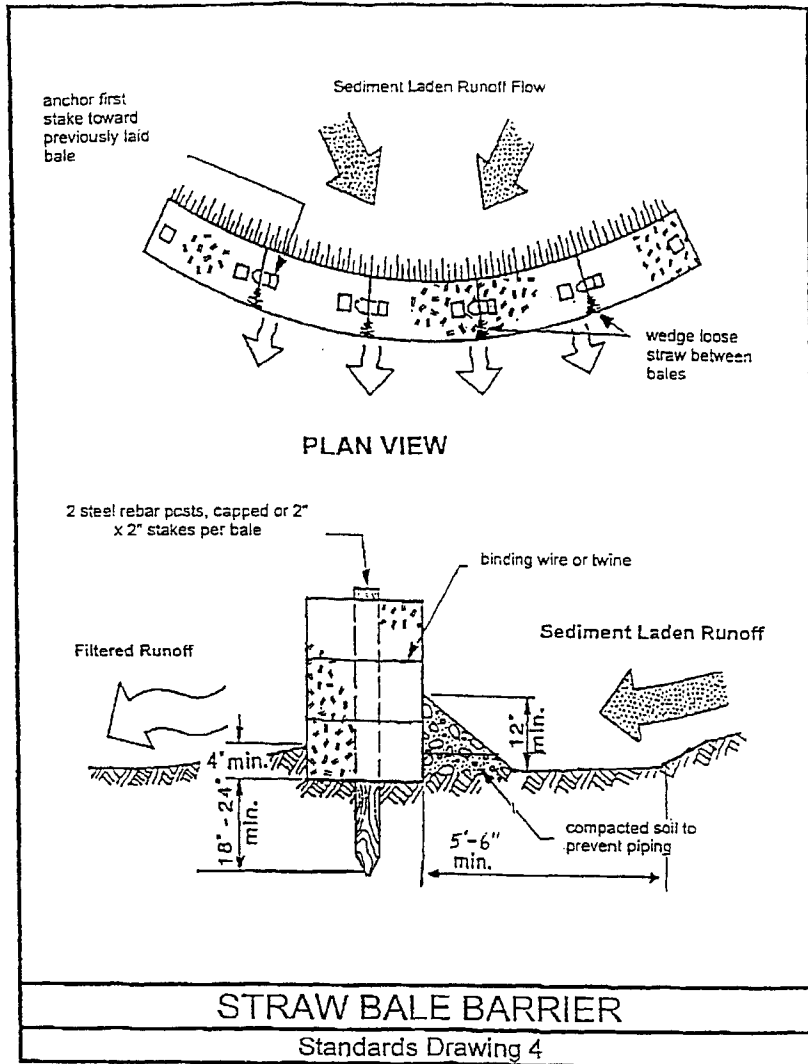 Sediment Laden Runoff Flow
anchor first
stake toward
previously laid
bale
wedge loose
straw between
bales
PLAN VIEW
2 steel rebar posts, capped or 2"
x 2" stakes per bale
binding wire or twine
Sediment Laden Runoff
Filtered Runoff
12"
min.
4" min.
18" - 24"
min.
5'-6"
min.
compacted soil to
prevent piping
STRAW BALE BARRIER
Standards Drawing 4